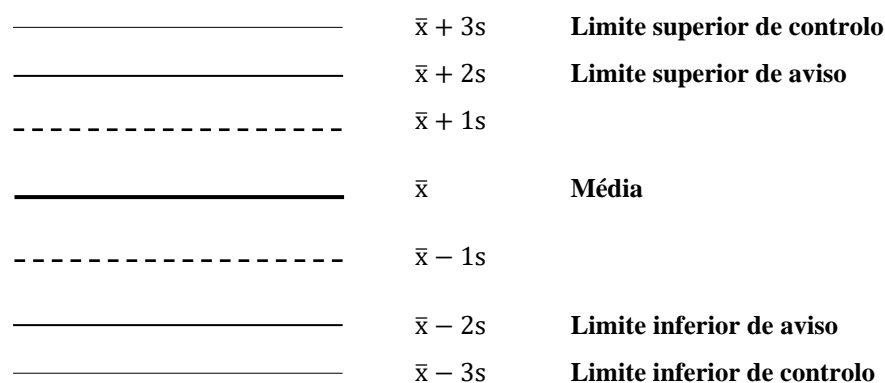 x̅ + 3s Limite superior de controlo
x̅ + 2s Limite superior de aviso
x̅ + 1s
x̅ Média
x̅ − 1s
x̅ − 2s Limite inferior de aviso
x̅ − 3s Limite inferior de controlo